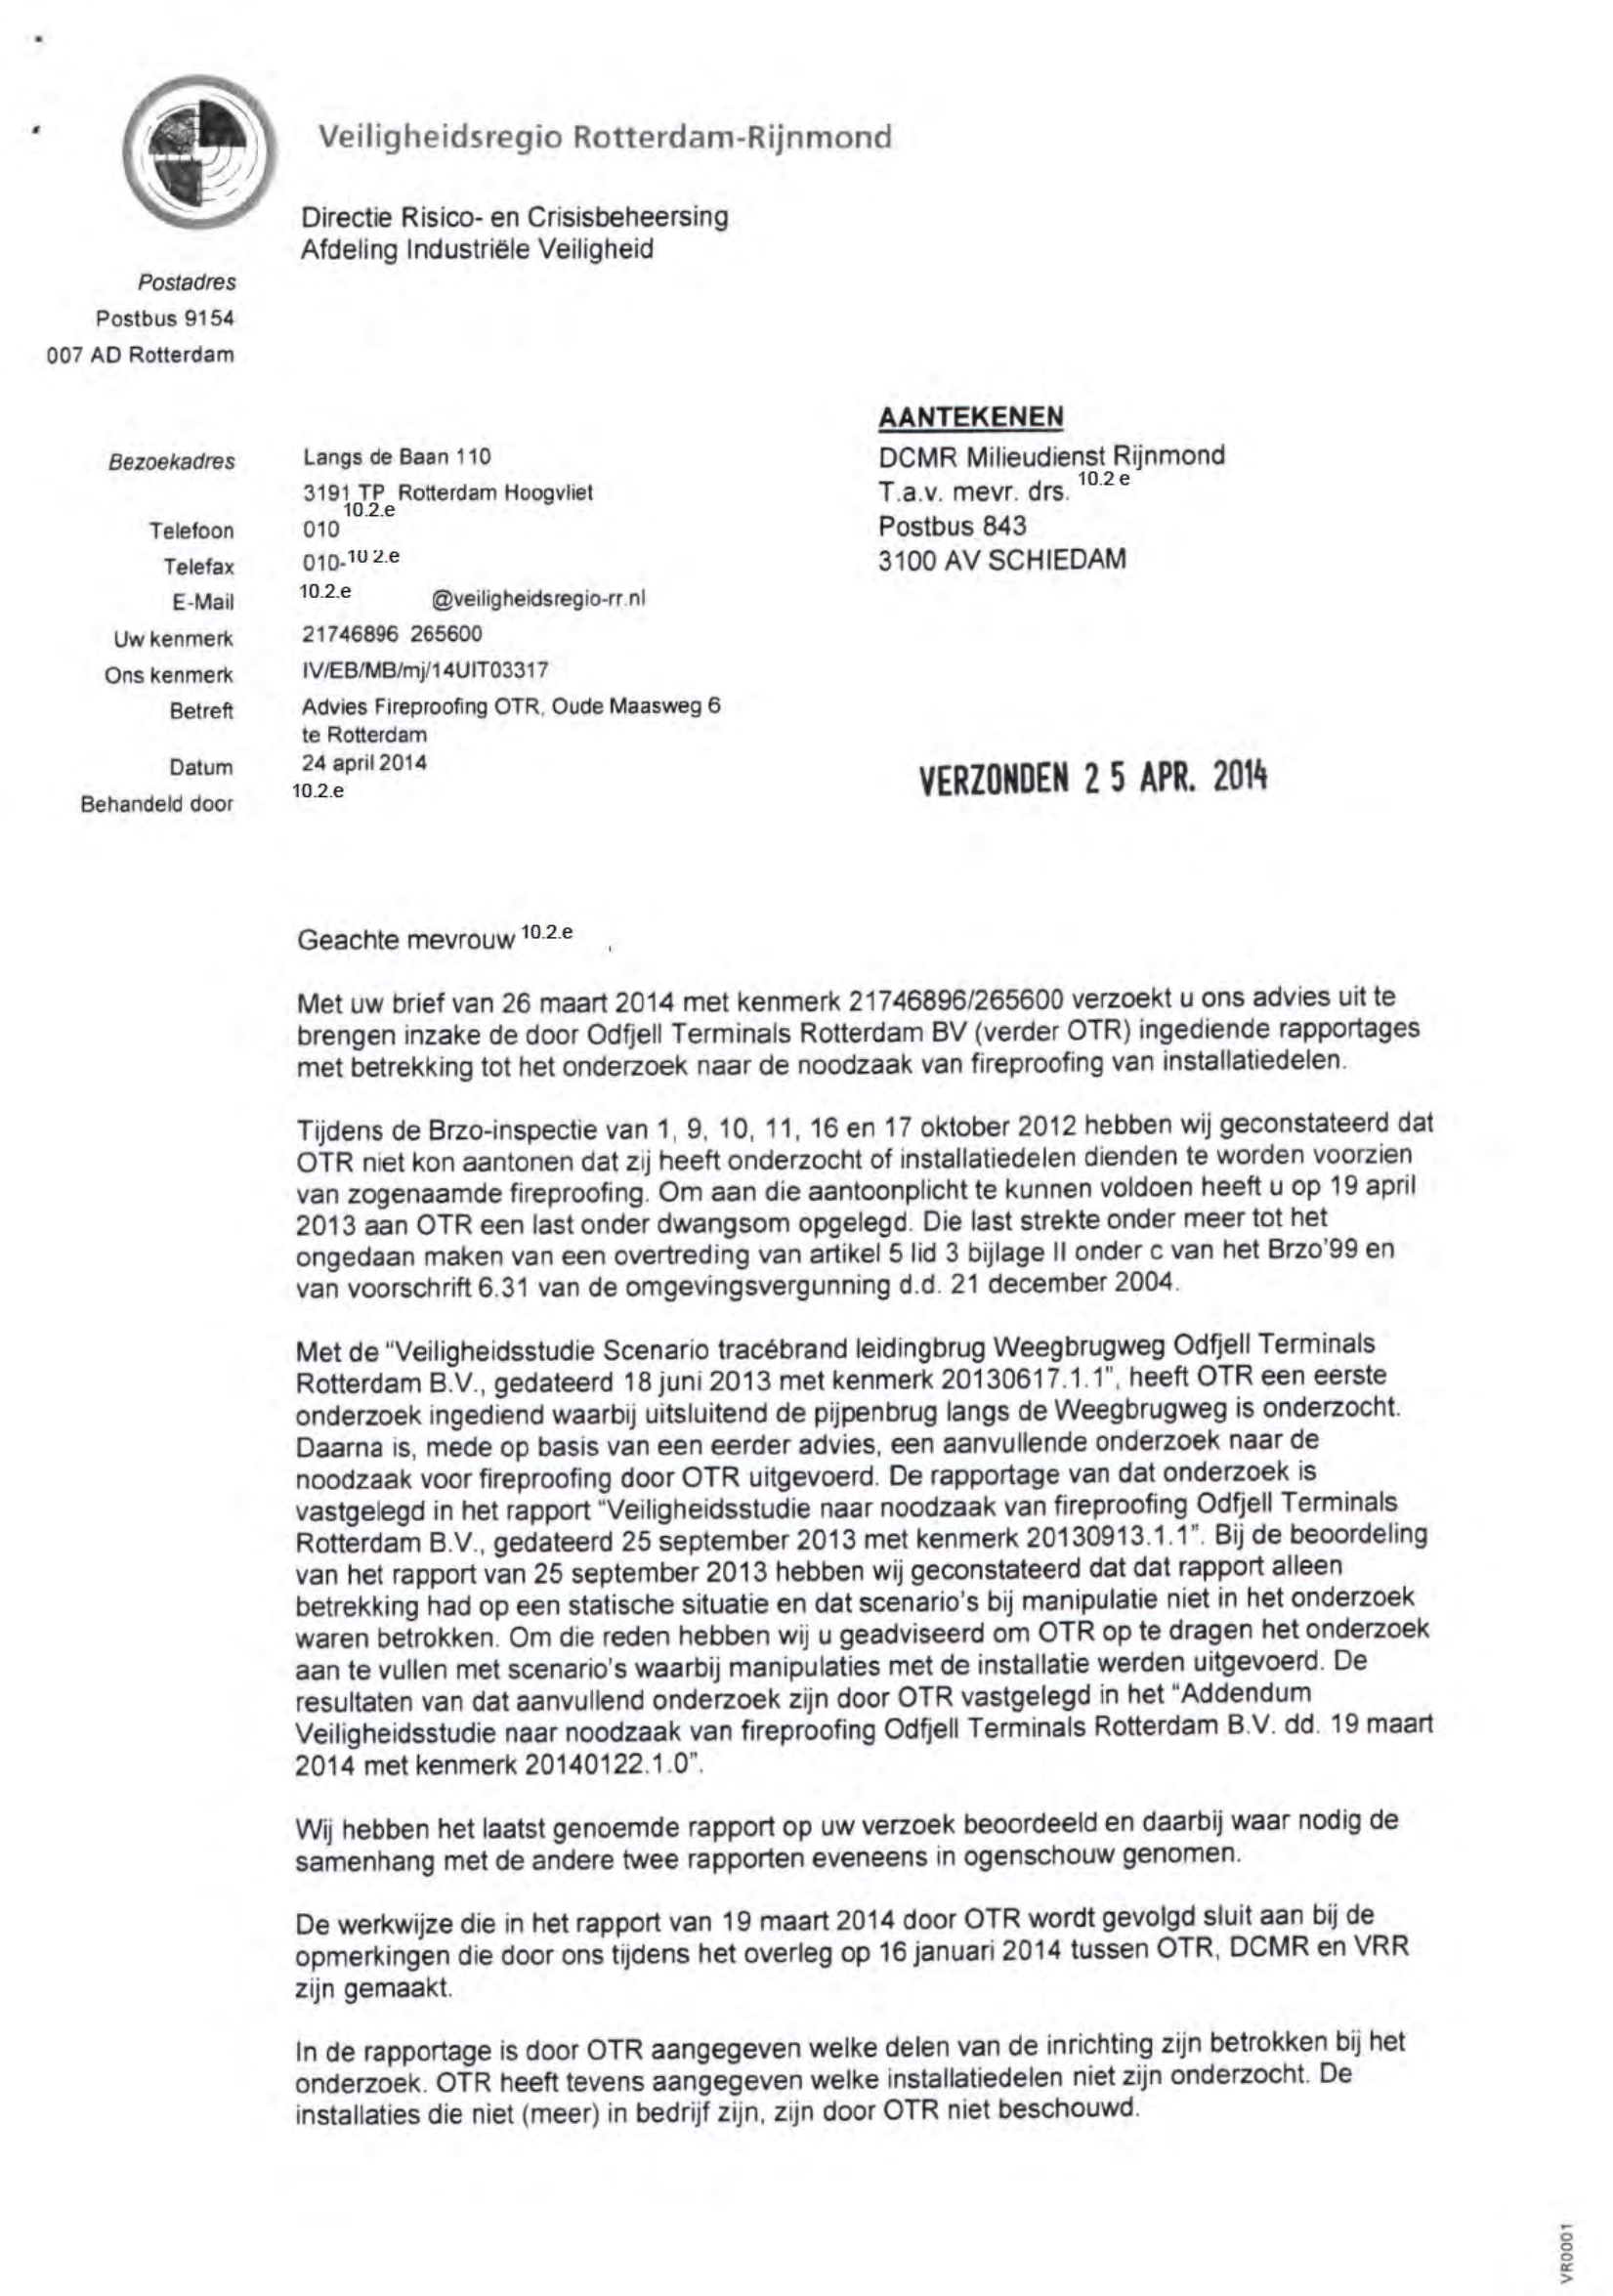 Veiligheidsregio Rotterdam-Rijnmond
Directie Risico- en Crisisbeheersing
Afdeling Industriële Veiligheid
Postadres
Postbus 9154
007 AD Rotterdam
AANTEKENEN
DCMR Milieudienst Rijnmond
T.a.v. mevr. drs. 10.2 e
Postbus 843
3100 AV SCHIEDAM
Bezoekadres Langs de Baan 110
3191 TP Rotterdam Hoogvliet
Telefoon 010 10.2.e
Telefax 010-10 2.e
E-Mail 10.2.e @veiligheidsregio-rr.nl
Uw kenmerk 21746896 265600
Ons kenmerk IV/EB/MB/mj/14UIT03317
Betreft Advies Fireproofing OTR, Oude Maasweg 6
te Rotterdam
Datum 24 april 2014
Behandeld door 10.2.e
VERZONDEN 25 APR. 2014
Geachte mevrouw 10.2.e ,
Met uw brief van 26 maart 2014 met kenmerk 21746896/265600 verzoekt u ons advies uit te
brengen inzake de door Odfjell Terminals Rotterdam BV (verder OTR) ingediende rapportages
met betrekking tot het onderzoek naar de noodzaak van fireproofing van installatiedelen.
Tijdens de Brzo-inspectie van 1, 9, 10, 11, 16 en 17 oktober 2012 hebben wij geconstateerd dat
OTR niet kon aantonen dat zij heeft onderzocht of installatiedelen dienden te worden voorzien
van zogenaamde fireproofing. Om aan die aantoonplicht te kunnen voldoen heeft u op 19 april
2013 aan OTR een last onder dwangsom opgelegd. Die last strekte onder meer tot het
ongedaan maken van een overtreding van artikel 5 lid 3 bijlage II onder c van het Brzo'99 en
van voorschrift 6.31 van de omgevingsvergunning d.d. 21 december 2004.
Met de "Veiligheidsstudie Scenario tracébrand leidingbrug Weegbrugweg Odfjell Terminals
Rotterdam B.V., gedateerd 18 juni 2013 met kenmerk 20130617.1.1", heeft OTR een eerste
onderzoek ingediend waarbij uitsluitend de pijpenbrug langs de Weegbrugweg is onderzocht.
Daarna is, mede op basis van een eerder advies, een aanvullende onderzoek naar de
noodzaak voor fireproofing door OTR uitgevoerd. De rapportage van dat onderzoek is
vastgelegd in het rapport "Veiligheidsstudie naar noodzaak van fireproofing Odfjell Terminals
Rotterdam B.V., gedateerd 25 september 2013 met kenmerk 20130913.1.1". Bij de beoordeling
van het rapport van 25 september 2013 hebben wij geconstateerd dat dat rapport alleen
betrekking had op een statische situatie en dat scenario's bij manipulatie niet in het onderzoek
waren betrokken. Om die reden hebben wij u geadviseerd om OTR op te dragen het onderzoek
aan te vullen met scenario's waarbij manipulaties met de installatie werden uitgevoerd. De
resultaten van dat aanvullend onderzoek zijn door OTR vastgelegd in het "Addendum
Veiligheidsstudie naar noodzaak van fireproofing Odfjell Terminals Rotterdam B.V. dd. 19 maart
2014 met kenmerk 20140122.1.0".
Wij hebben het laatst genoemde rapport op uw verzoek beoordeeld en daarbij waar nodig de
samenhang met de andere twee rapporten eveneens in ogenschouw genomen.
De werkwijze die in het rapport van 19 maart 2014 door OTR wordt gevolgd sluit aan bij de
opmerkingen die door ons tijdens het overleg op 16 januari 2014 tussen OTR, DCMR en VRR
zijn gemaakt.
In de rapportage is door OTR aangegeven welke delen van de inrichting zijn betrokken bij het
onderzoek. OTR heeft tevens aangegeven welke installatiedelen niet zijn onderzocht. De
installaties die niet (meer) in bedrijf zijn, zijn door OTR niet beschouwd.
VR0001